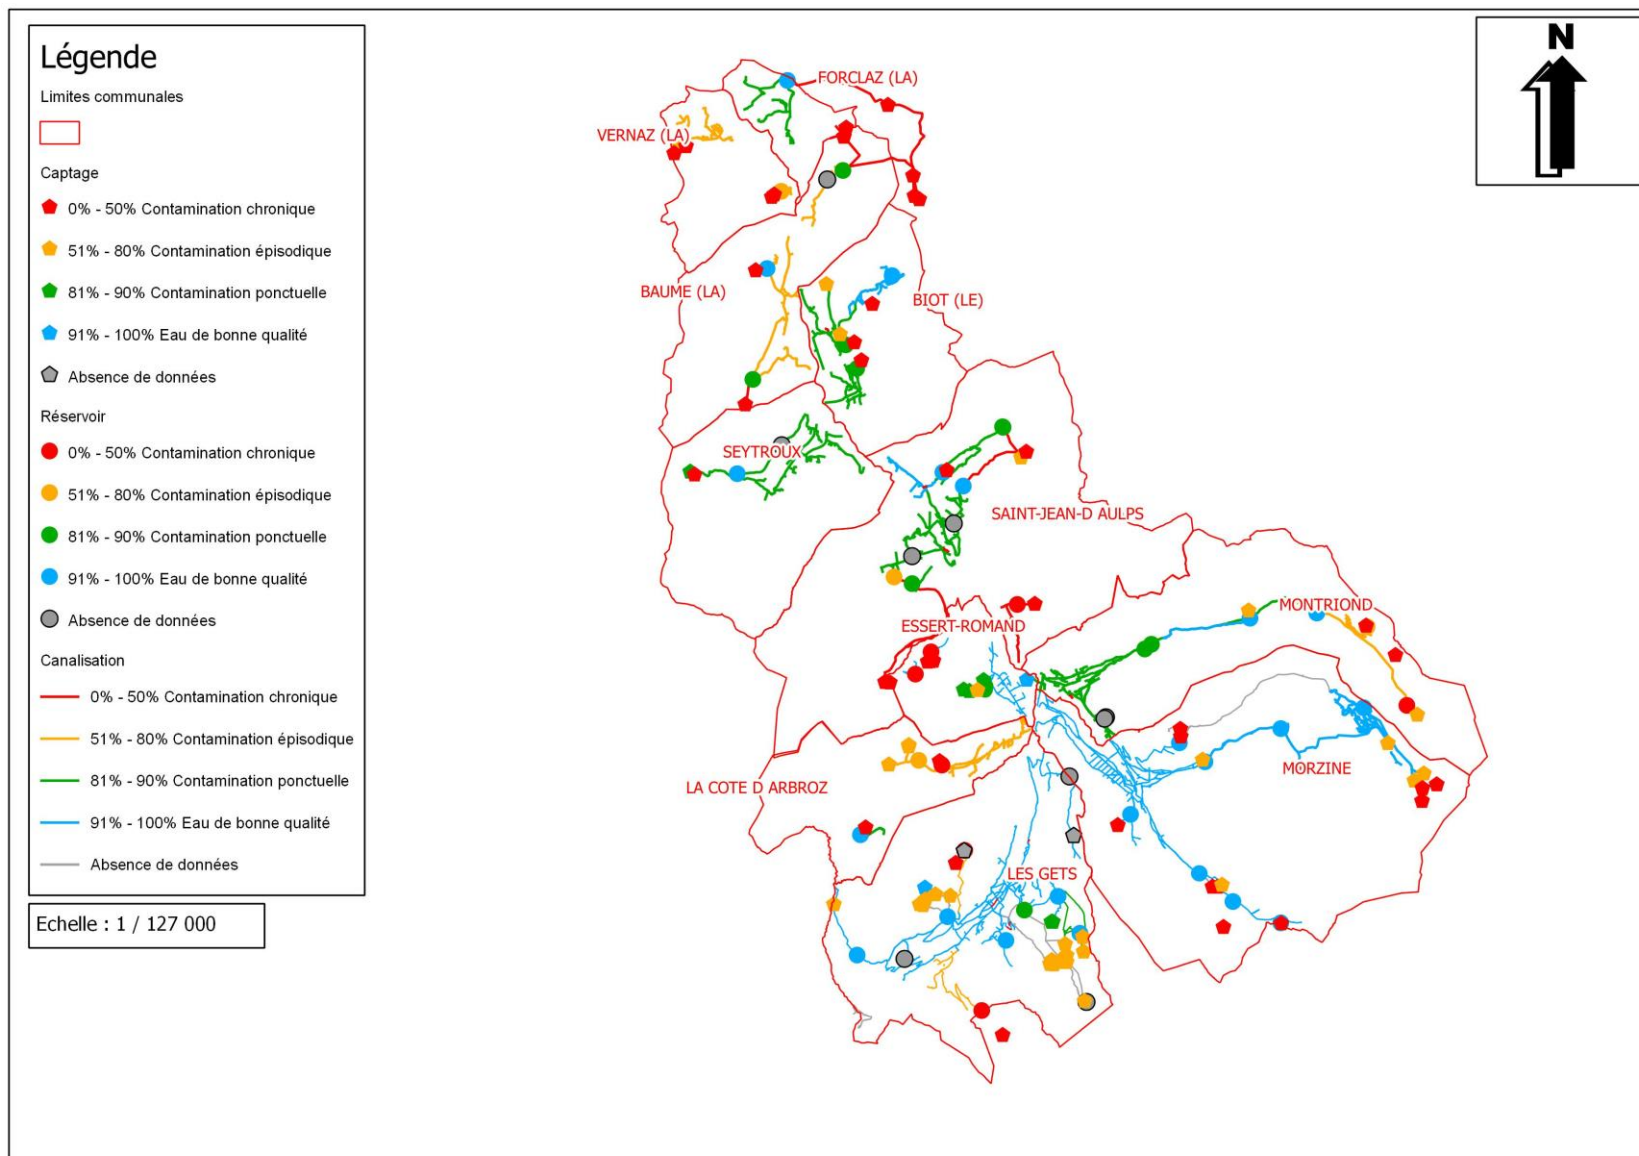 Légende
Limites communales
Captage
0% - 50% Contamination chronique
51% - 80% Contamination épisodique
81% - 90% Contamination ponctuelle
91% - 100% Eau de bonne qualité
Absence de données
Réservoir
0% - 50% Contamination chronique
51% - 80% Contamination épisodique
81% - 90% Contamination ponctuelle
91% - 100% Eau de bonne qualité
Absence de données
Canalisation
0% - 50% Contamination chronique
51% - 80% Contamination épisodique
81% - 90% Contamination ponctuelle
91% - 100% Eau de bonne qualité
Absence de données
Echelle : 1 / 127 000
N
FORCLAZ (LA)
VERNAZ (LA)
BAUME (LA)
BIOT (LE)
SEYTROUX
SAINT-JEAN-D AULPS
MONTRIOND
ESSERT-ROMAND
MORZINE
LA COTE D ARBROZ
LES GETS